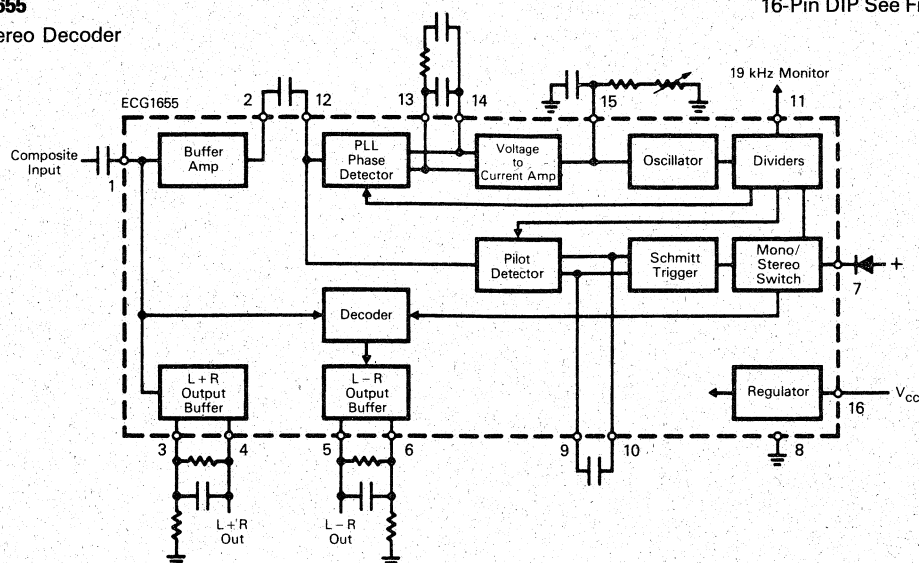 655
16-Pin DIP See Fi
ereo Decoder
19 kHz Monitor
ECG1655
2
12
13
14
15
11
Composite
Input
1
Buffer
Amp
PLL
Phase
Detector
Voltage
to
Current Amp
Oscillator
Dividers
Pilot
Detector
Schmitt
Trigger
Mono/
Stereo
Switch
+
7
Decoder
L+R
Output
Buffer
L−R
Output
Buffer
Regulator
VCC
16
3
4
5
6
9
10
8
L+R
Out
L−R
Out